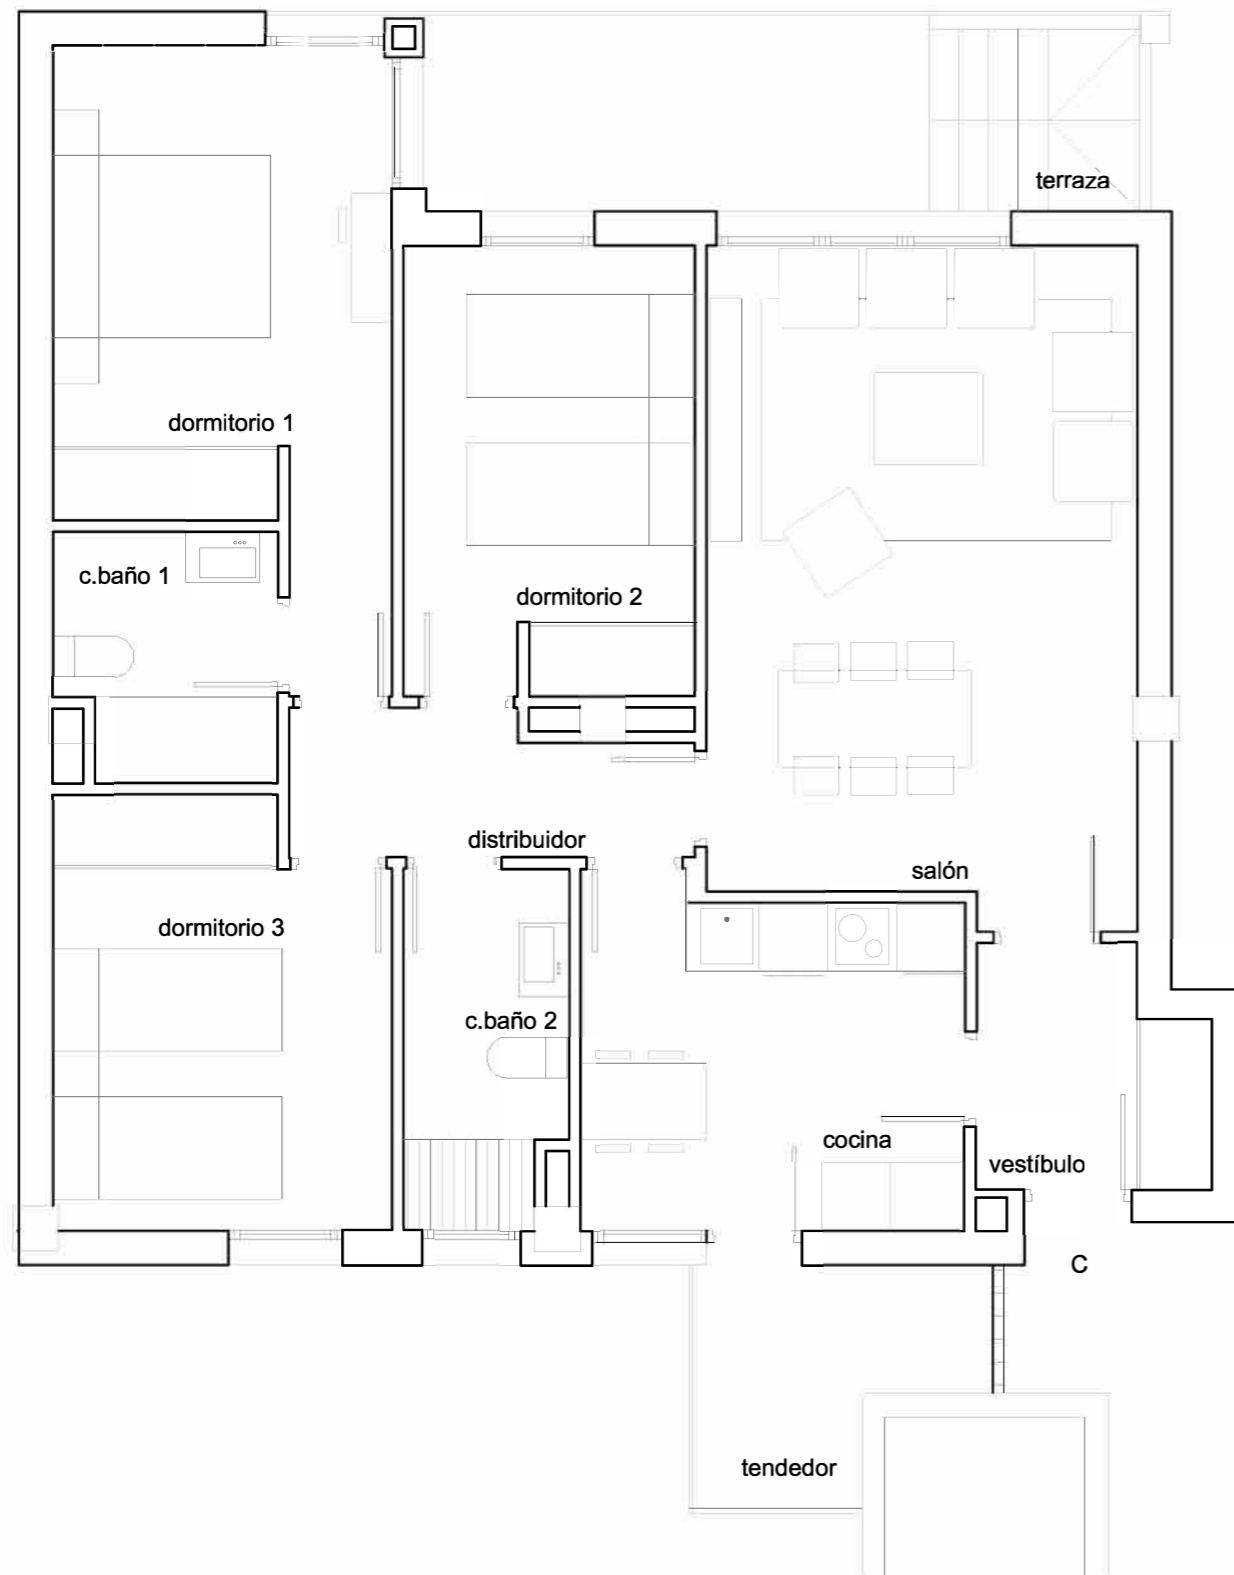 terraza
dormitorio 1
c.baño 1
dormitorio 2
distribuidor
salón
dormitorio 3
c.baño 2
cocina
vestíbulo
C
tendedor